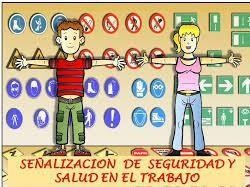 SEÑALIZACION DE SEGURIDAD Y
SALUD EN EL TRABAJO